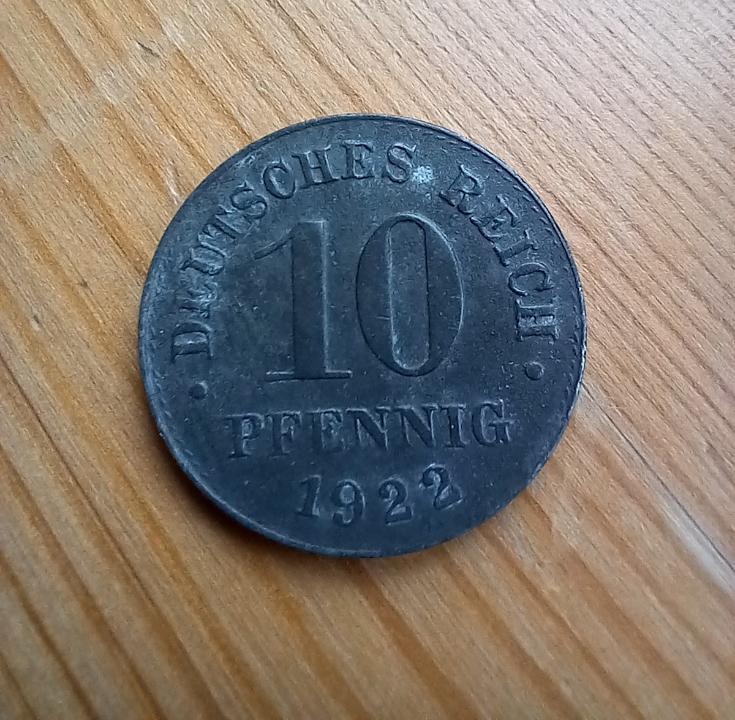 · DEUTSCHES REICH ·
10
PFENNIG
1922